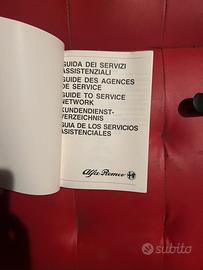 GUIDA DEI SERVIZI
ASSISTENZIALI
GUIDE DES AGENCES
DE SERVICE
GUIDE TO SERVICE
NETWORK
KUNDENDIENST-
VERZEICHNIS
GUIA DE LOS SERVICIOS
ASISTENCIALES
Alfa Romeo
subito